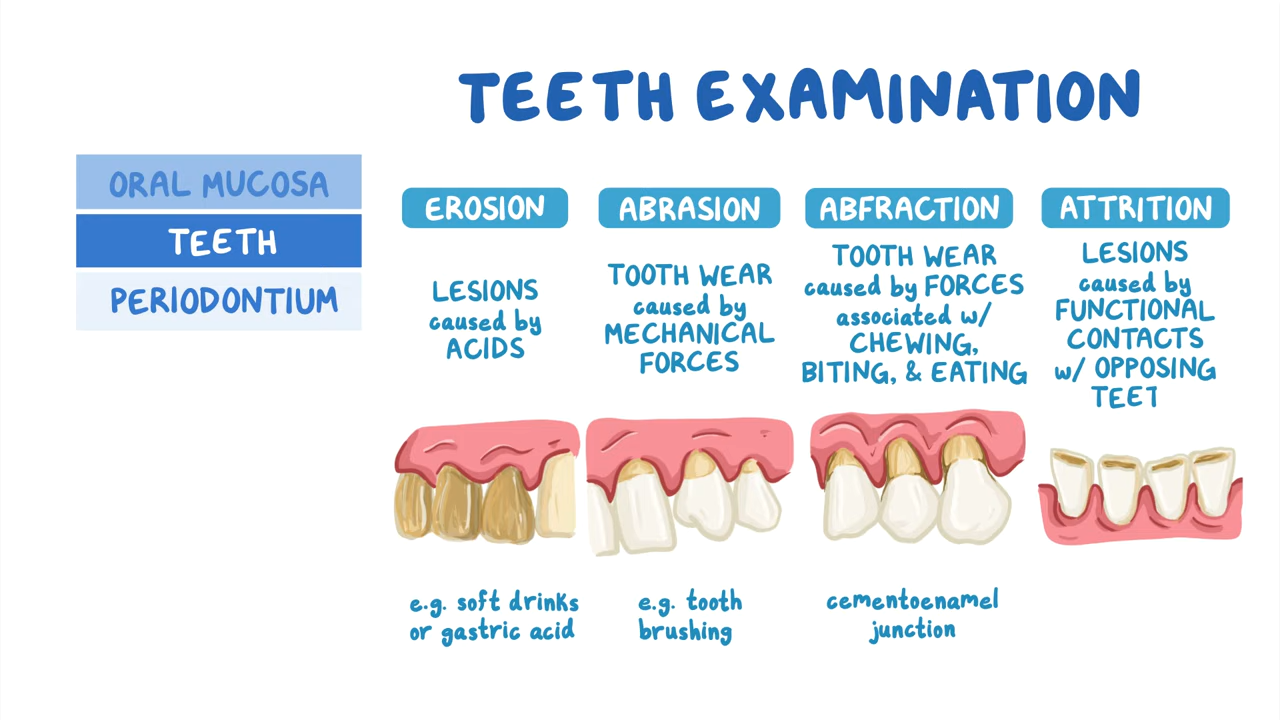 TEETH EXAMINATION
ORAL MUCOSA
TEETH
PERIODONTIUM
EROSION
LESIONS
caused by
ACIDS
e.g. soft drinks
or gastric acid
ABRASION
TOOTH WEAR
caused by
MECHANICAL
FORCES
e.g. tooth
brushing
ABFRACTION
TOOTH WEAR
caused by FORCES
associated w/
CHEWING,
BITING, & EATING
cementoenamel
junction
ATTRITION
LESIONS
caused by
FUNCTIONAL
CONTACTS
w/ OPPOSING
TEET